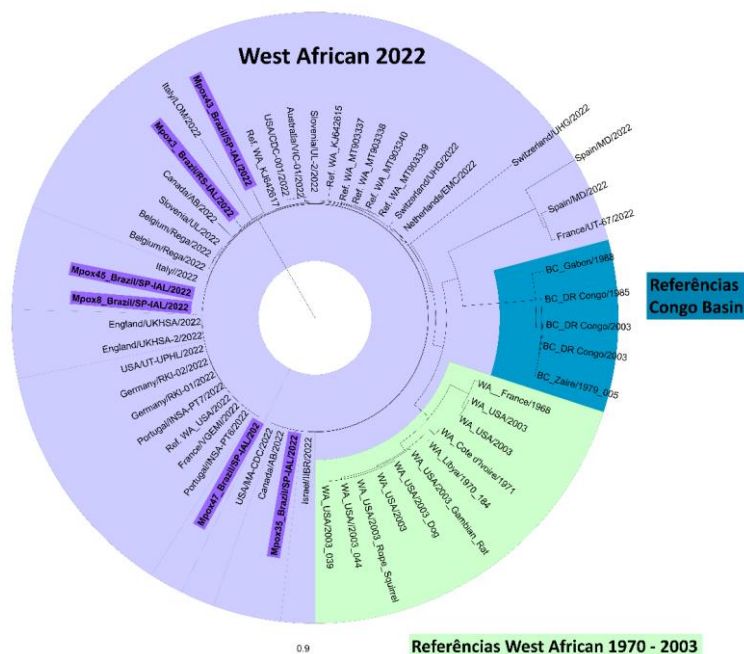 West African 2022
Mpox43_Brazil/SP-IAL/2022
Italy/LOM/2022
Mpox3_Brazil/RS-IAL/2022
Canada/AB/2022
Slovenia/UL/2022
Belgium/Rega/2022
Belgium/Rega/2022
Italy//2022
Mpox45_Brazil/SP-IAL/2022
Mpox8_Brazil/SP-IAL/2022
England/UKHSA/2022
England/UKHSA-2/2022
USA/UT-UPHL/2022
Germany/RKI-02/2022
Germany/RKI-01/2022
Portugal/INSA-PT7/2022
Ref. WA_USA/2022
France/VGEMI/2022
Portugal/INSA-PT6/2022
Mpox47_Brazil/SP-IAL/202
USA/MA-CDC/2022
Canada/AB/2022
Mpox35_Brazil/SP-IAL/2022
Israel/IIBR/2022
Ref. WA_KJ642617
USA/CDC-001/2022
Australia/VIC-01/2022
Slovenia/UL-2/2022
Ref. WA_KJ642615
Ref. WA_MT903337
Ref. WA_MT903338
Ref. WA_MT903340
Ref. WA_MT903339
Switzerland/UHG/2022
Netherlands/EMC/2022
Switzerland/UHG/2022
Spain/MD/2022
Spain/MD/2022
France/UT-67/2022
BC_Gabon/1988
BC_DR Congo/1985
BC_DR Congo/2003
BC_DR Congo/2003
BC_Zaire/1979_005
Referências
Congo Basin
WA__France/1968
WA_USA/2003
WA_USA/2003
WA_Cote d'Ivoire/1971
WA_Libya/1970_184
WA_USA/2003_Gambian_Rat
WA_USA/2003_Dog
WA_USA/2003
WA_USA/2003_Rope_Squirrel
WA_USA/2003_044
WA_USA/2003_039
0.9
Referências West African 1970 - 2003